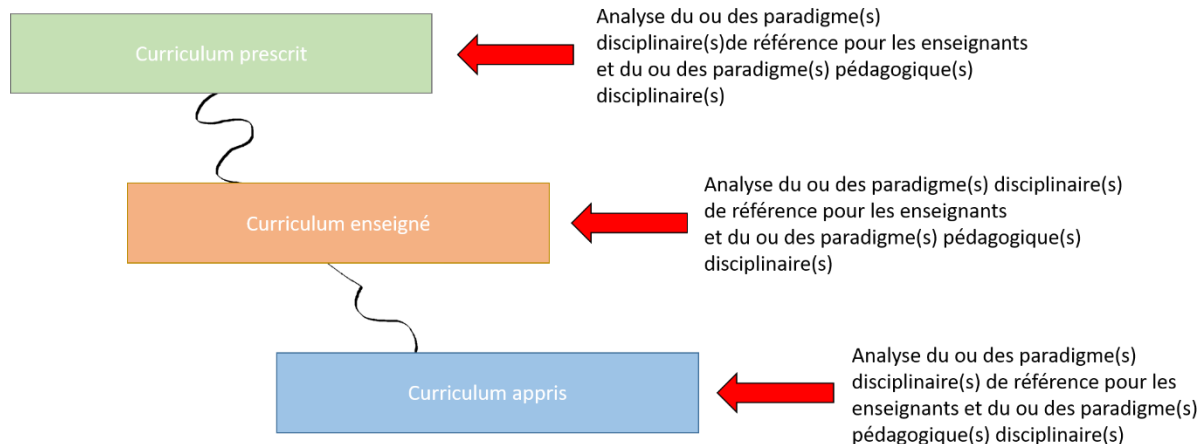 Curriculum prescrit
Analyse du ou des paradigme(s)
disciplinaire(s)de référence pour les enseignants
et du ou des paradigme(s) pédagogique(s)
disciplinaire(s)
Curriculum enseigné
Analyse du ou des paradigme(s) disciplinaire(s)
de référence pour les enseignants
et du ou des paradigme(s) pédagogique(s)
disciplinaire(s)
Curriculum appris
Analyse du ou des paradigme(s)
disciplinaire(s) de référence pour les
enseignants et du ou des paradigme(s)
pédagogique(s) disciplinaire(s)